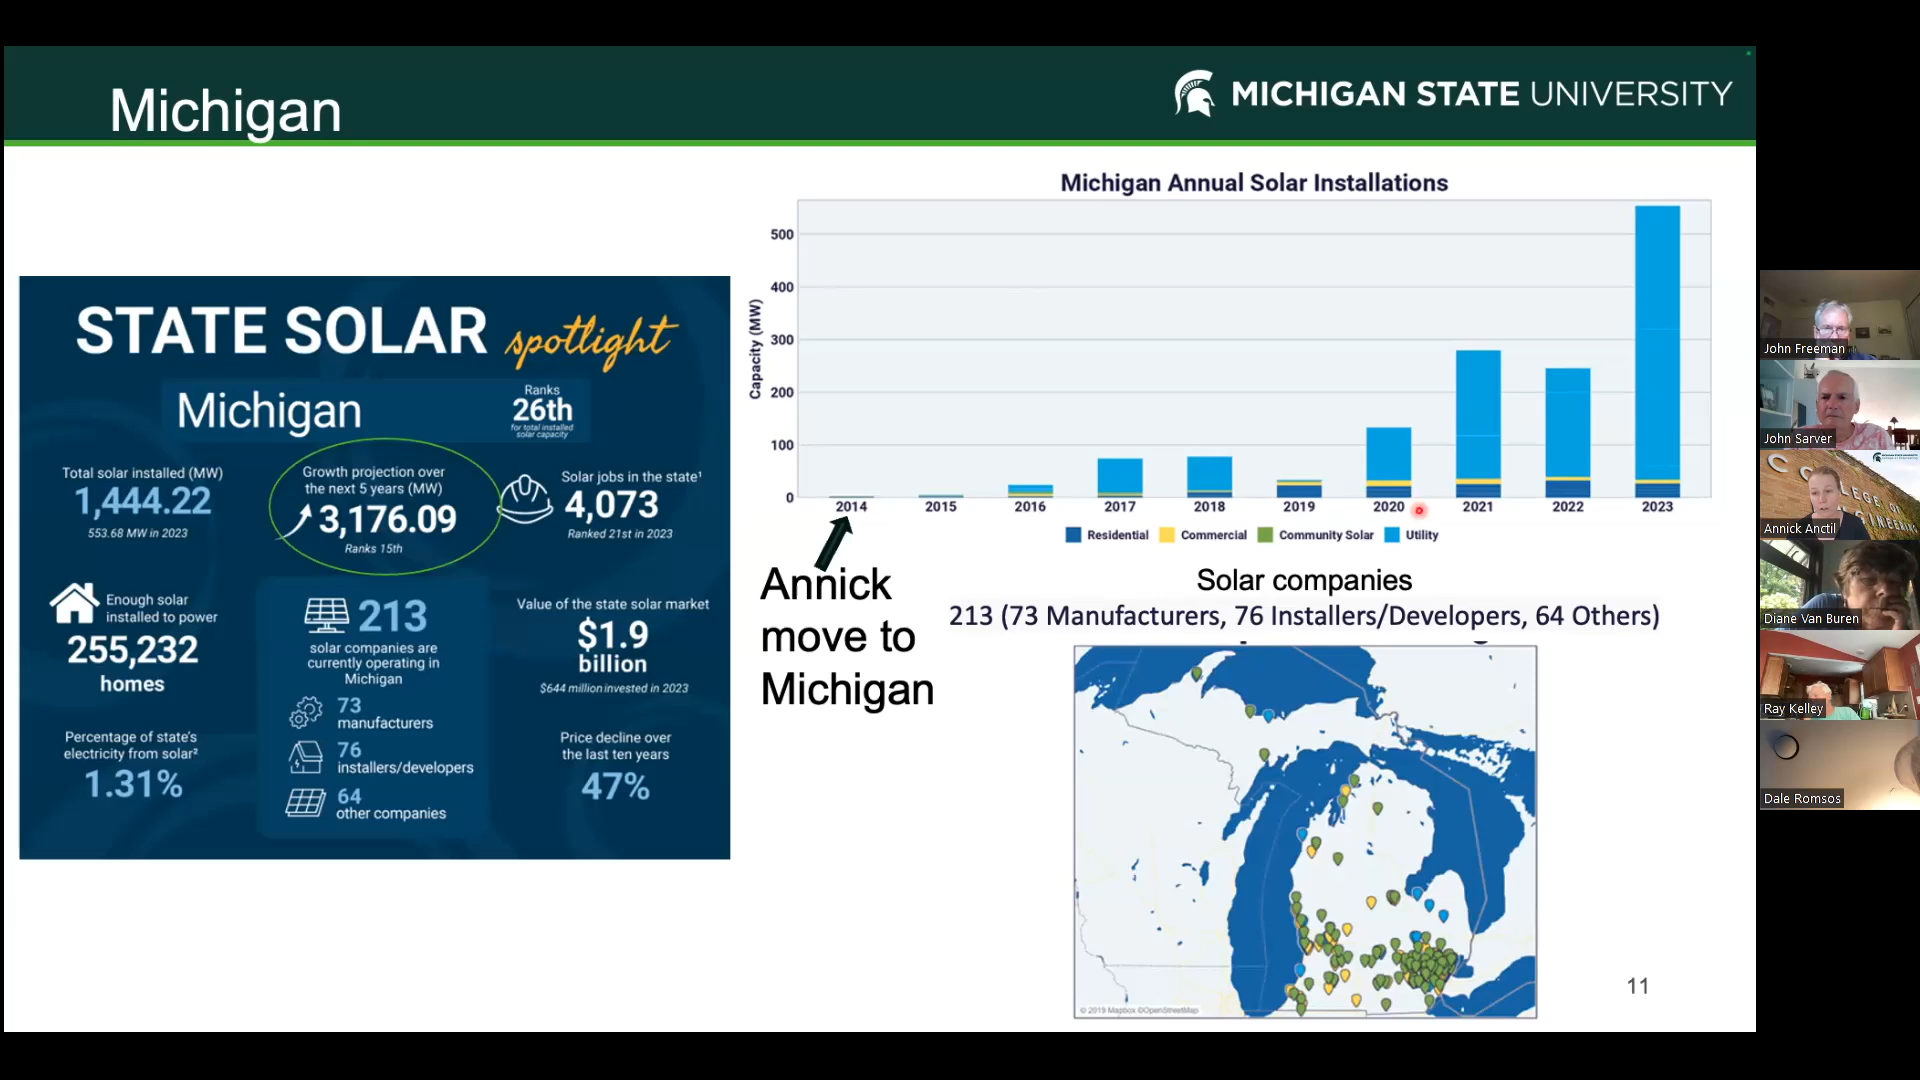 Michigan
MICHIGAN STATE UNIVERSITY
STATE SOLAR spotlight
Michigan
Ranks
26th
for total installed
solar capacity
Total solar installed (MW)
1,444.22
553.68 MW in 2023
Growth projection over
the next 5 years (MW)
3,176.09
Ranks 15th
Solar jobs in the state¹
4,073
Ranked 21st in 2023
Enough solar
installed to power
255,232
homes
213
solar companies are
currently operating in
Michigan
73
manufacturers
76
installers/developers
64
other companies
Value of the state solar market
$1.9
billion
$644 million invested in 2023
Percentage of state's
electricity from solar²
1.31%
Price decline over
the last ten years
47%
Michigan Annual Solar Installations
Capacity (MW)
500
400
300
200
100
0
2014 2015 2016 2017 2018 2019 2020 2021 2022 2023
Residential Commercial Community Solar Utility
Annick
move to
Michigan
Solar companies
213 (73 Manufacturers, 76 Installers/Developers, 64 Others)
© 2019 Mapbox ©OpenStreetMap
11
John Freeman
John Sarver
Annick Anctil
Diane Van Buren
Ray Kelley
Dale Romsos